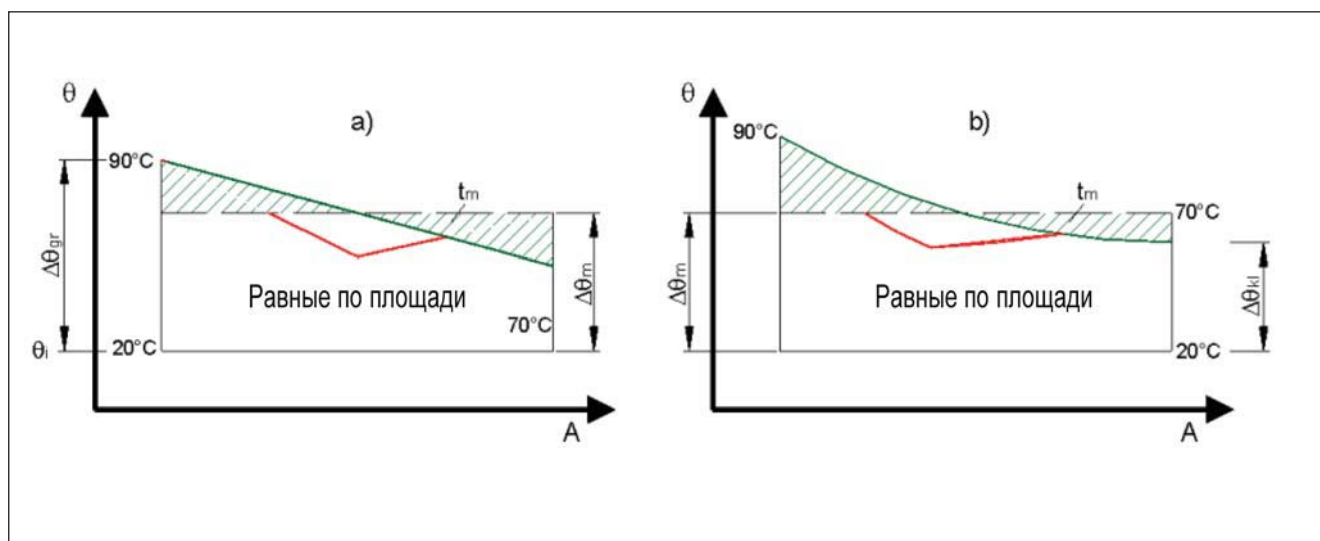 θ
a)
90°C
tm
Δθgr
Δθm
Равные по площади
70°C
θi
20°C
A
θ
b)
90°C
tm
70°C
Δθm
Δθkl
Равные по площади
20°C
A